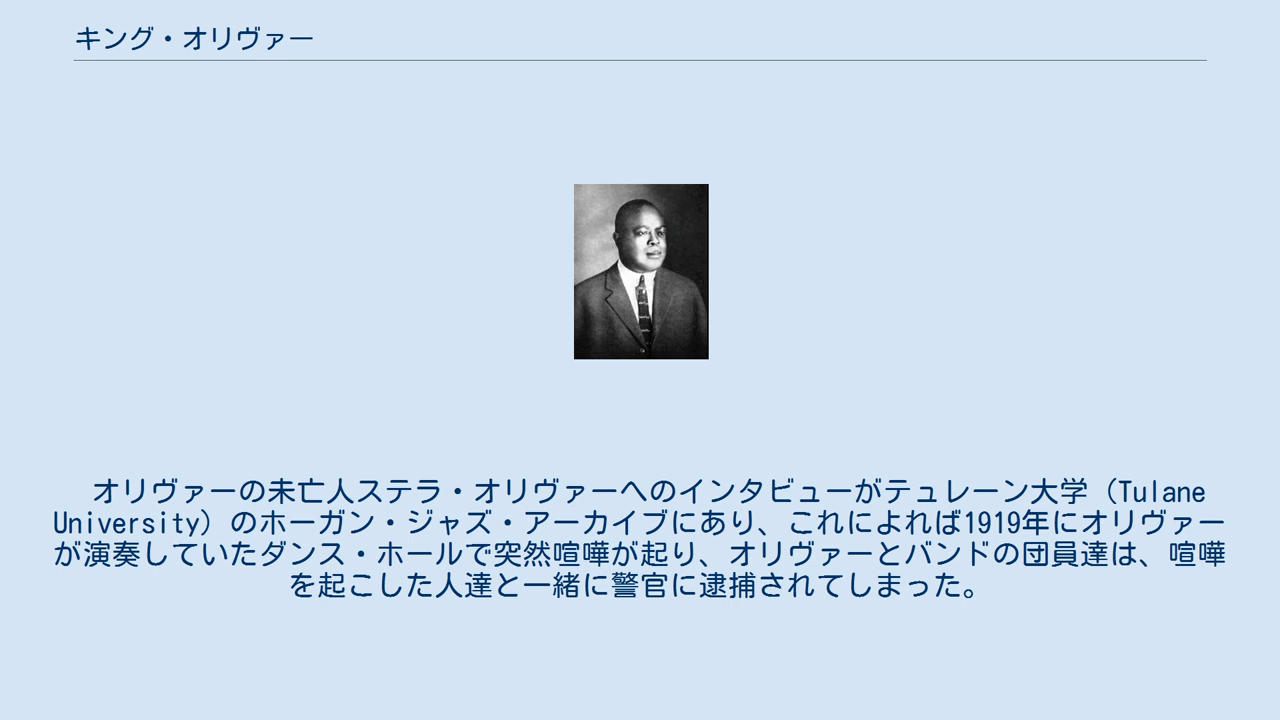 キング・オリヴァー
オリヴァーの未亡人ステラ・オリヴァーへのインタビューがテュレーン大学（Tulane
University）のホーガン・ジャズ・アーカイブにあり、これによれば1919年にオリヴァー
が演奏していたダンス・ホールで突然喧嘩が起り、オリヴァーとバンドの団員達は、喧嘩
を起こした人達と一緒に警官に逮捕されてしまった。